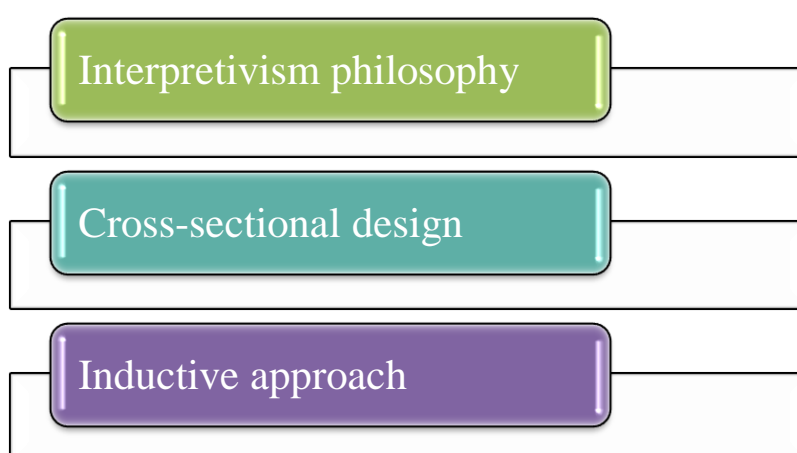 Interpretivism philosophy
Cross-sectional design
Inductive approach